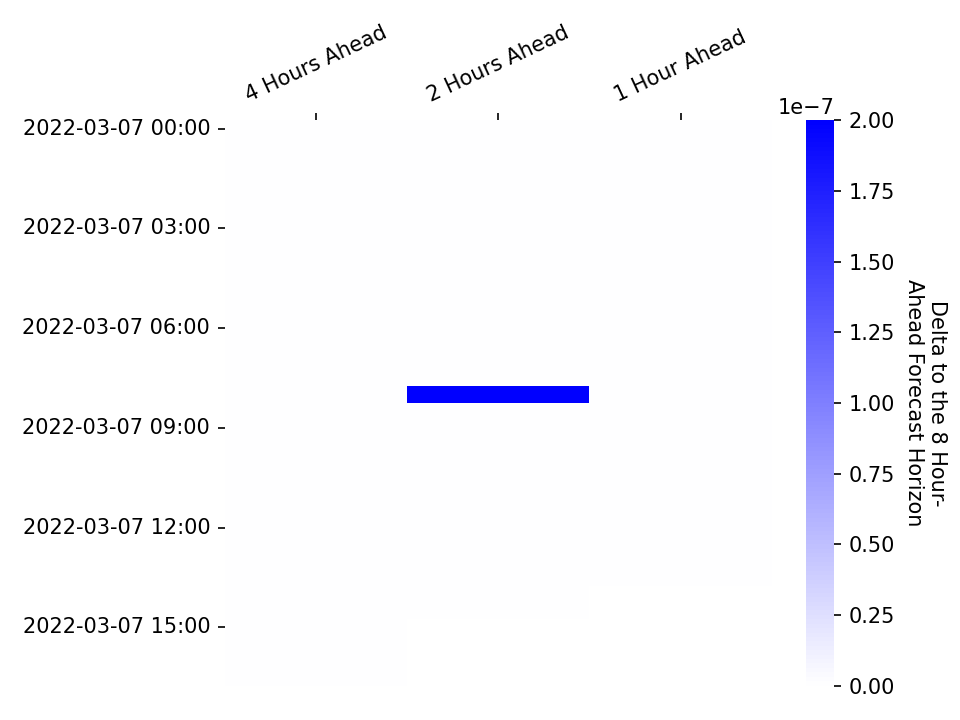 4 Hours Ahead
2 Hours Ahead
1 Hour Ahead
1e−7
2022-03-07 00:00
2022-03-07 03:00
2022-03-07 06:00
2022-03-07 09:00
2022-03-07 12:00
2022-03-07 15:00
2.00
1.75
1.50
1.25
1.00
0.75
0.50
0.25
0.00
Delta to the 8 Hour-
Ahead Forecast Horizon